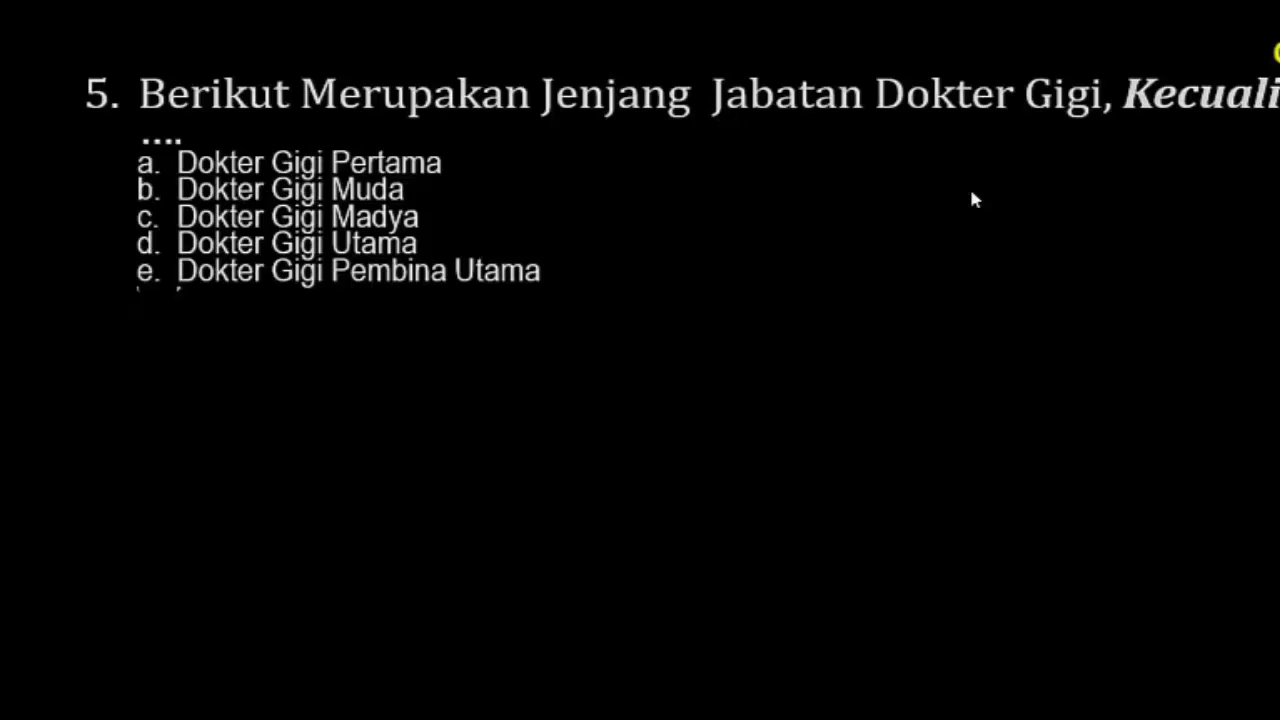 5. Berikut Merupakan Jenjang Jabatan Dokter Gigi, Kecuali
....
a. Dokter Gigi Pertama
b. Dokter Gigi Muda
c. Dokter Gigi Madya
d. Dokter Gigi Utama
e. Dokter Gigi Pembina Utama